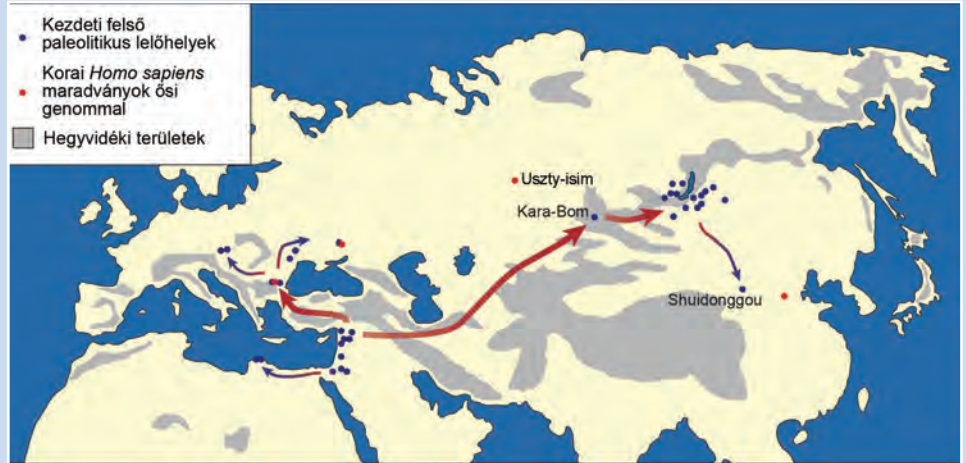 Kezdeti felső
paleolitikus lelőhelyek
Korai Homo sapiens
maradványok ősi
genommal
Hegyvidéki területek
Uszty-isim
Kara-Bom
Shuidonggou